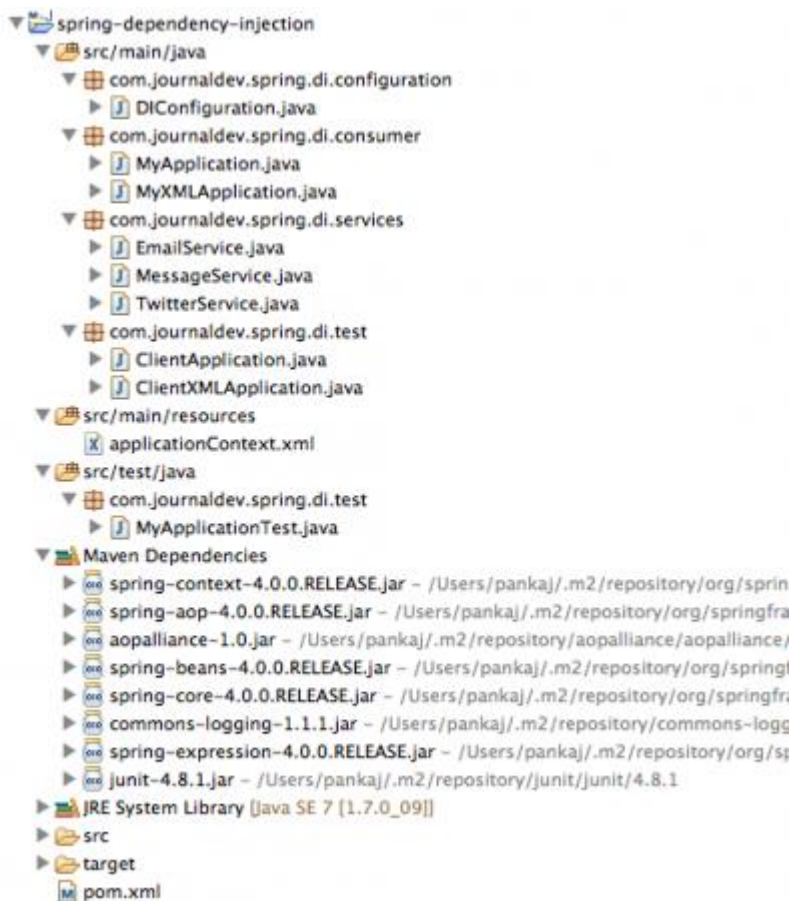 spring-dependency-injection
src/main/java
com.journaldev.spring.di.configuration
DIConfiguration.java
com.journaldev.spring.di.consumer
MyApplication.java
MyXMLApplication.java
com.journaldev.spring.di.services
EmailService.java
MessageService.java
TwitterService.java
com.journaldev.spring.di.test
ClientApplication.java
ClientXMLApplication.java
src/main/resources
applicationContext.xml
src/test/java
com.journaldev.spring.di.test
MyApplicationTest.java
Maven Dependencies
spring-context-4.0.0.RELEASE.jar – /Users/pankaj/.m2/repository/org/sprin
spring-aop-4.0.0.RELEASE.jar – /Users/pankaj/.m2/repository/org/springfra
aopalliance-1.0.jar – /Users/pankaj/.m2/repository/aopalliance/aopalliance/
spring-beans-4.0.0.RELEASE.jar – /Users/pankaj/.m2/repository/org/springf
spring-core-4.0.0.RELEASE.jar – /Users/pankaj/.m2/repository/org/springfra
commons-logging-1.1.1.jar – /Users/pankaj/.m2/repository/commons-logg
spring-expression-4.0.0.RELEASE.jar – /Users/pankaj/.m2/repository/org/sp
junit-4.8.1.jar – /Users/pankaj/.m2/repository/junit/junit/4.8.1
JRE System Library [Java SE 7 [1.7.0_09]]
src
target
pom.xml